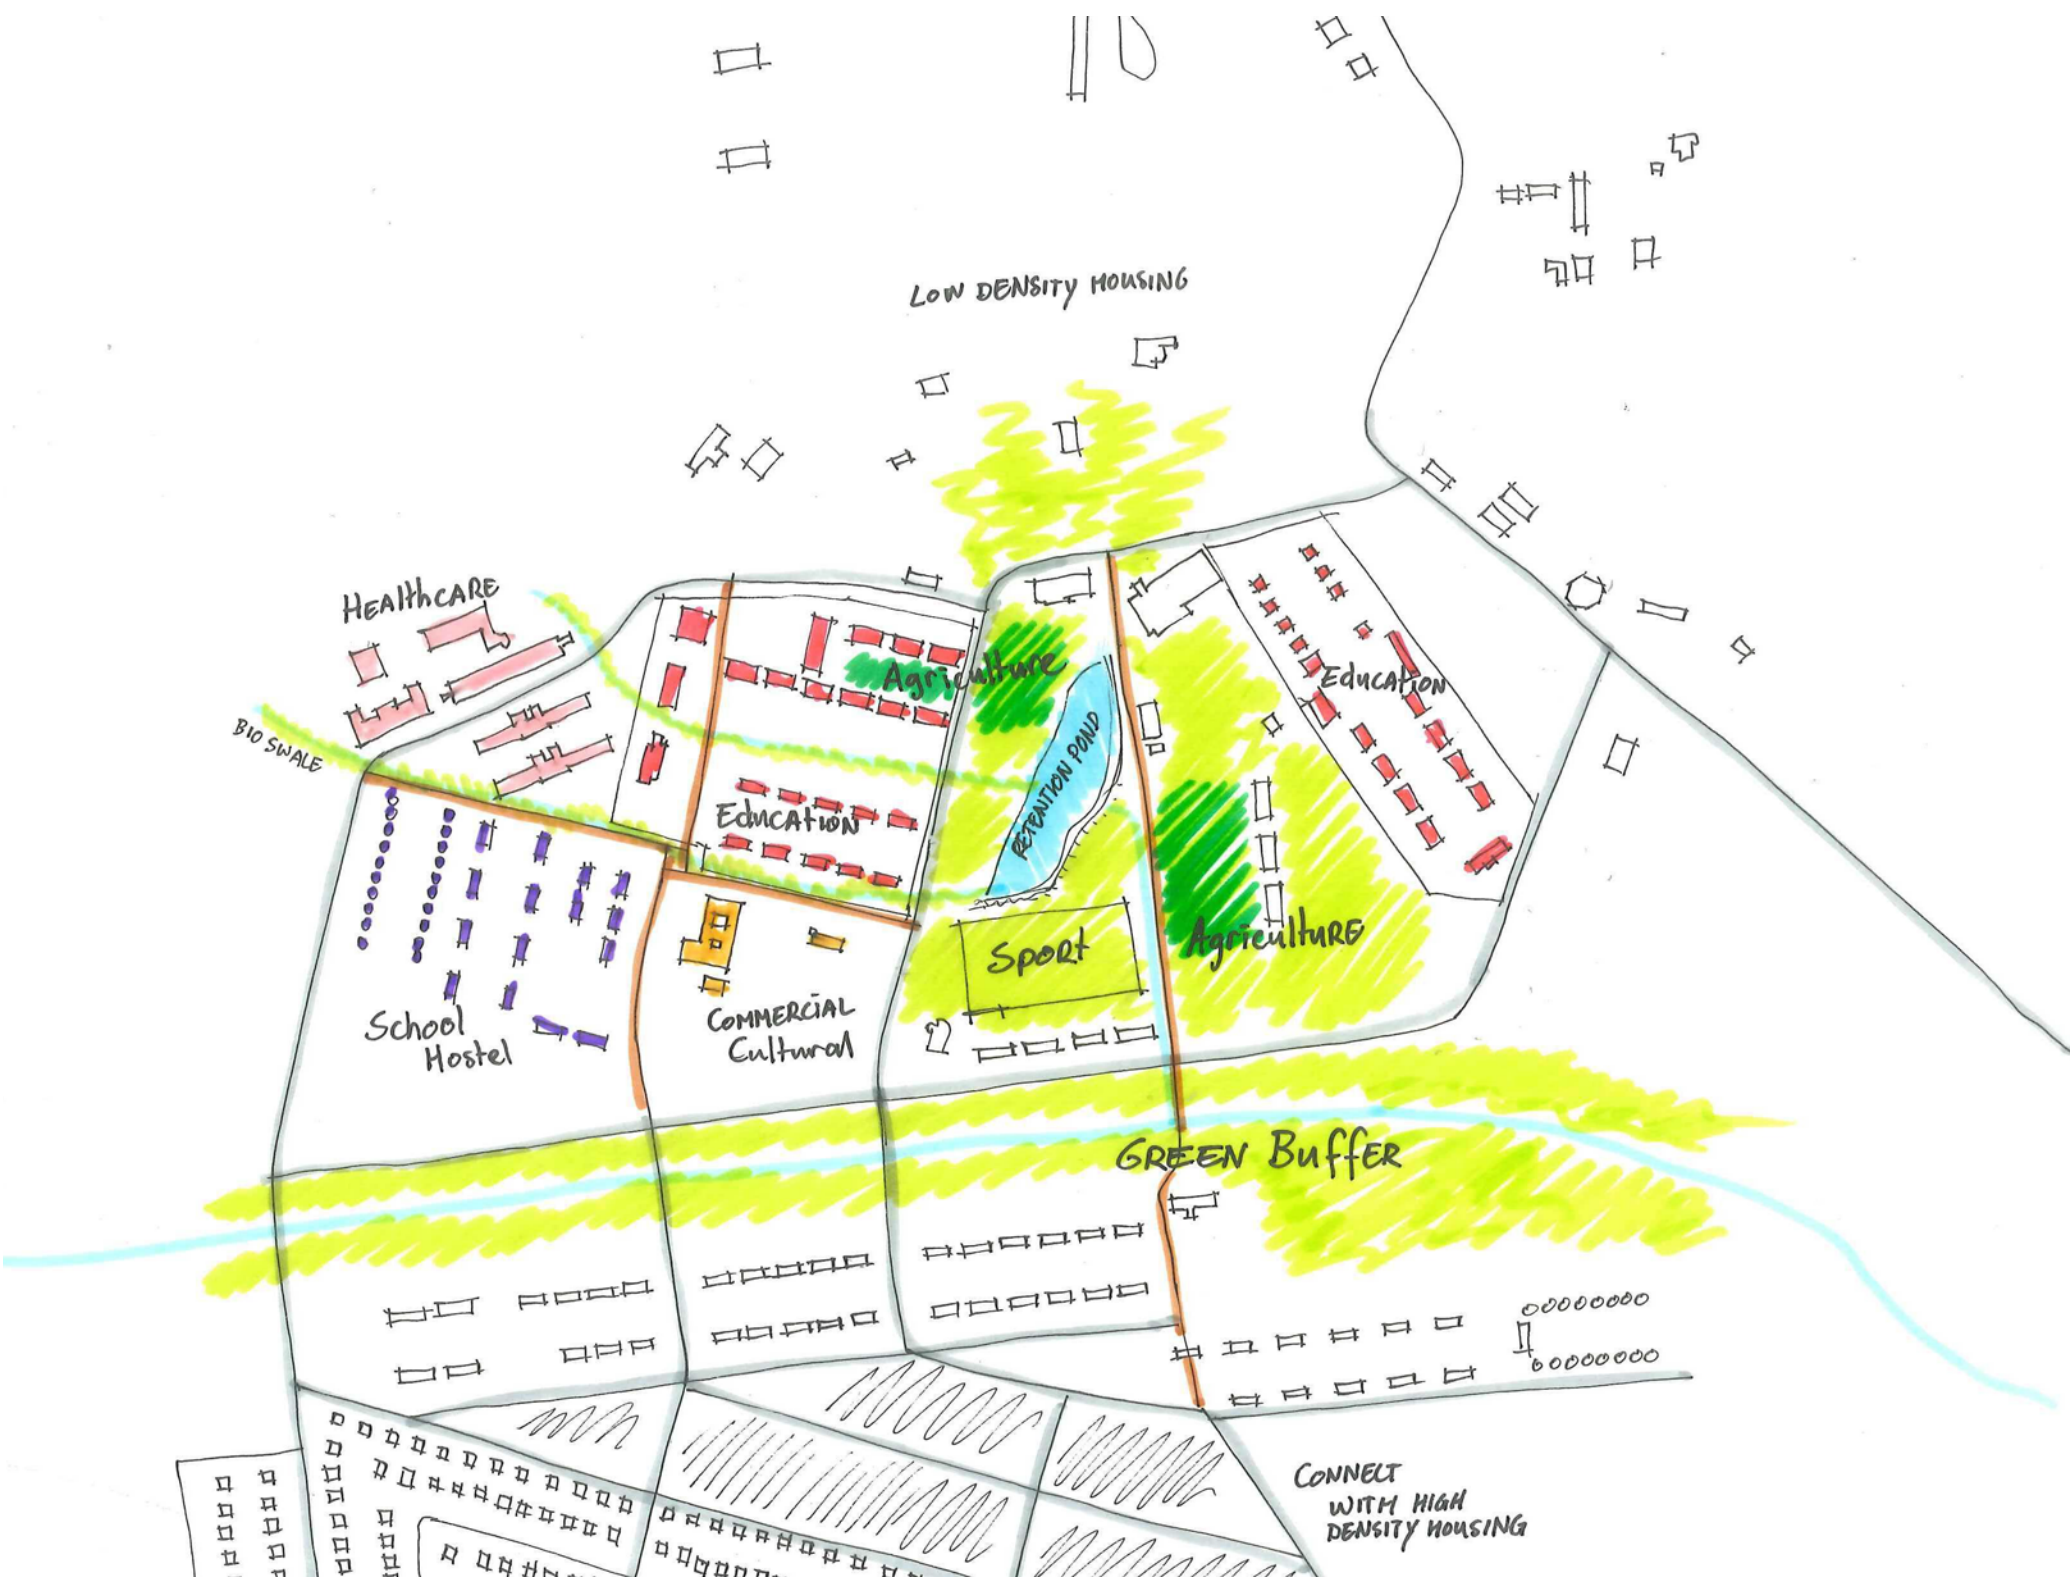 LOW DENSITY HOUSING
HEAlthCARE
Agriculture
EducAtION
BIO SWALE
RETENTION POND
EducATION
Sport
AgricultuRE
School
Hostel
COMMERCiAL
Cultural
GREEN BuffER
CONNECT
WITH HIGH
DENSITY HOUSING